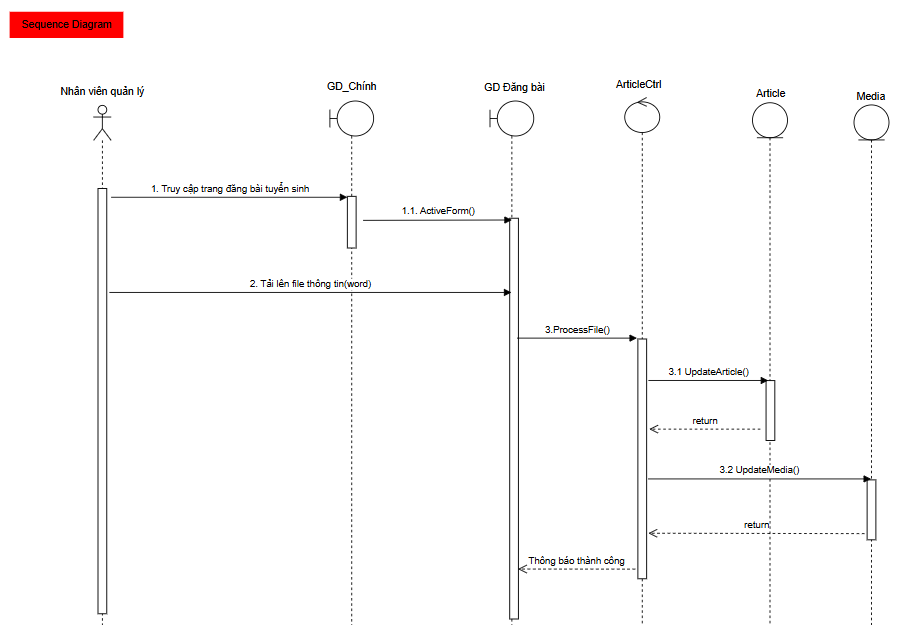 Sequence Diagram
Nhân viên quản lý
GD_Chính
GD Đăng bài
ArticleCtrl
Article
Media
1. Truy cập trang đăng bài tuyển sinh
1.1. ActiveForm()
2. Tải lên file thông tin(word)
3.ProcessFile()
3.1 UpdateArticle()
return
3.2 UpdateMedia()
return
Thông báo thành công